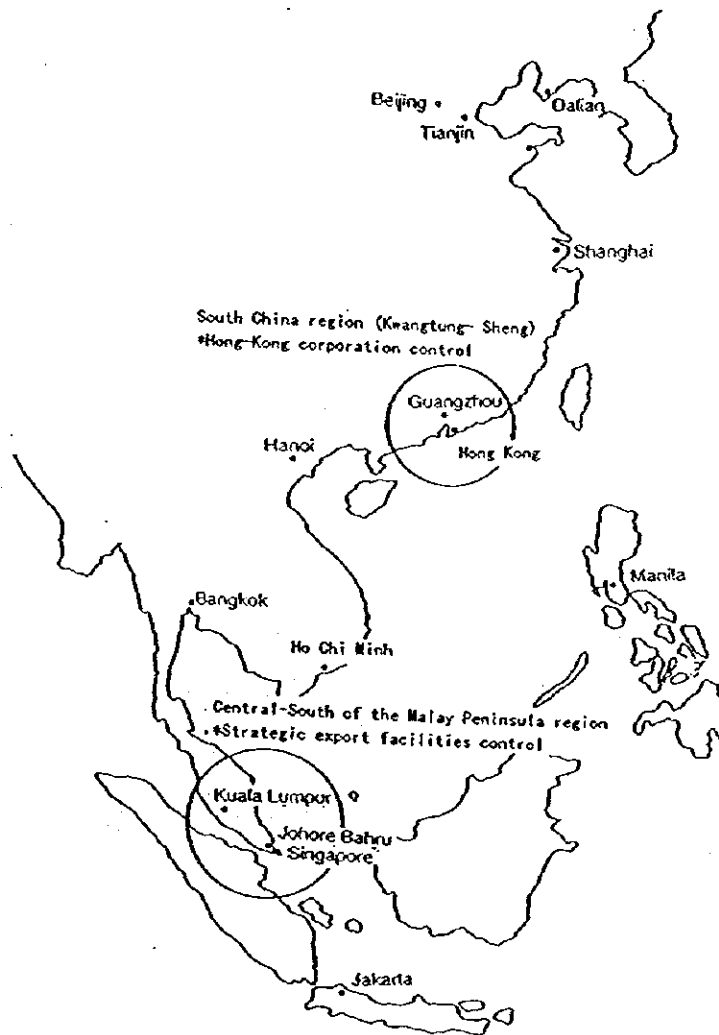 Beijing
Dalian
Tianjin
Shanghai
South China region (Kwangtung- Sheng)
*Hong-Kong corporation control
Guangzhou
Hong Kong
Hanoi
Manila
Bangkok
Ho Chi Minh
Central-South of the Malay Peninsula region
*Strategic export facilities control
Kuala Lumpur
Johore Bahru
Singapore
Jakarta